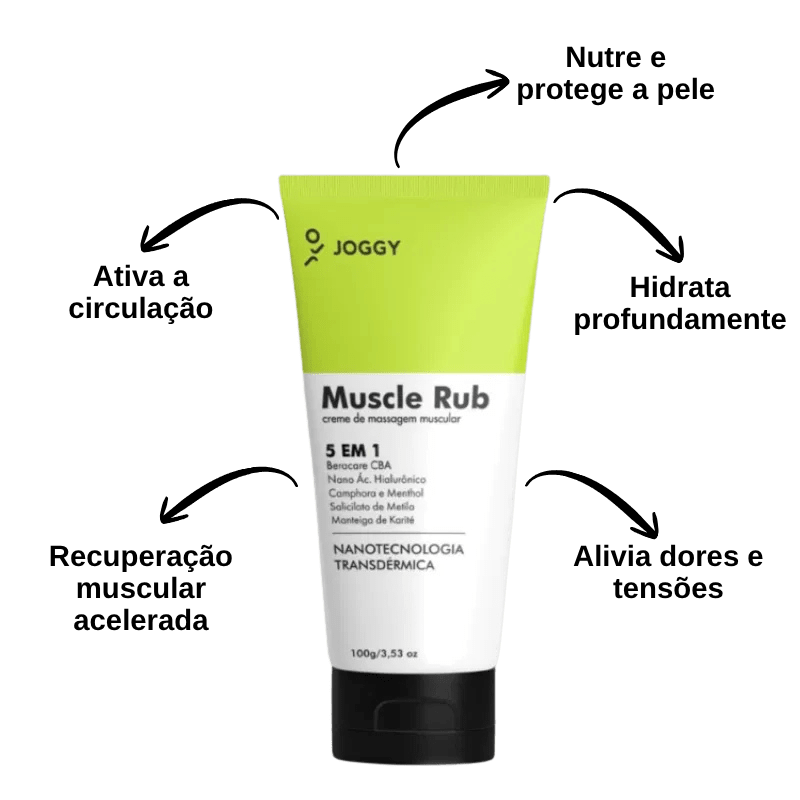 Nutre e
protege a pele
Ativa a
circulação
Hidrata
profundamente
JOGGY
Muscle Rub
creme de massagem muscular
5 EM 1
Beracare CBA
Nano Ác. Hialurônico
Camphora e Menthol
Salicilato de Metila
Manteiga de Karité
NANOTECNOLOGIA
TRANSDÉRMICA
100g/3,53 oz
Recuperação
muscular
acelerada
Alivia dores e
tensões